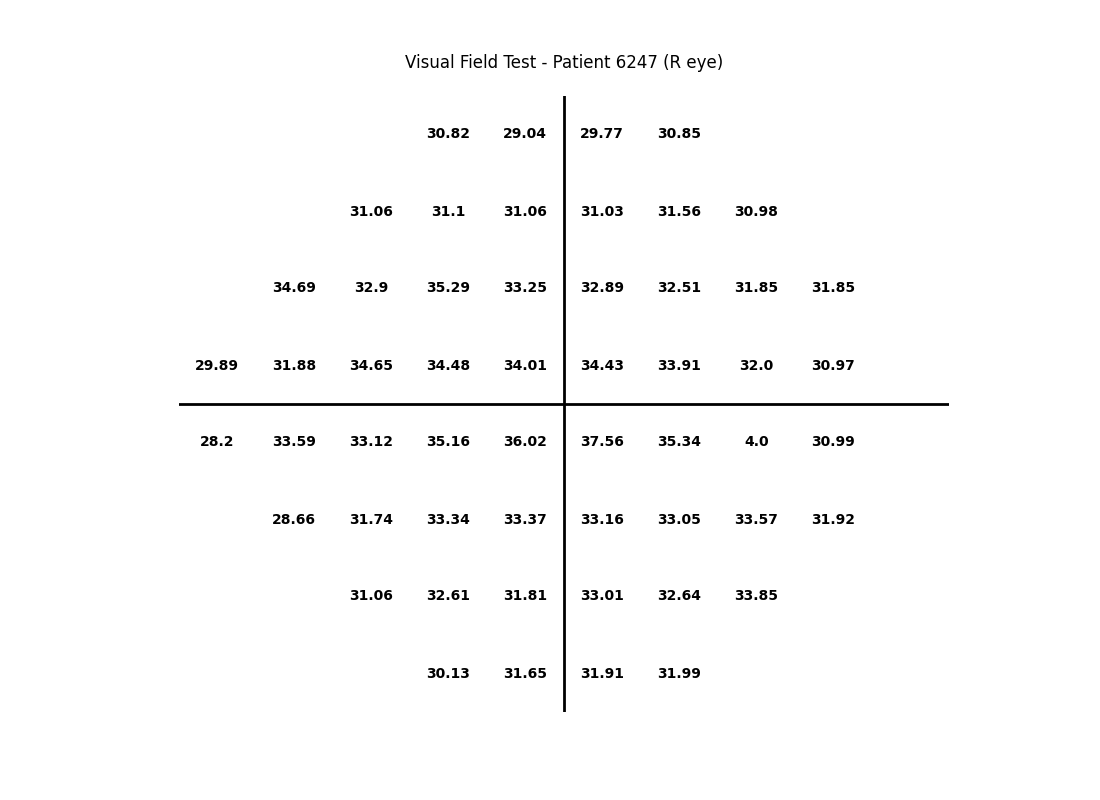 Visual Field Test - Patient 6247 (R eye)
30.82 29.04 29.77 30.85
31.06 31.1 31.06 31.03 31.56 30.98
34.69 32.9 35.29 33.25 32.89 32.51 31.85 31.85
29.89 31.88 34.65 34.48 34.01 34.43 33.91 32.0 30.97
28.2 33.59 33.12 35.16 36.02 37.56 35.34 4.0 30.99
28.66 31.74 33.34 33.37 33.16 33.05 33.57 31.92
31.06 32.61 31.81 33.01 32.64 33.85
30.13 31.65 31.91 31.99